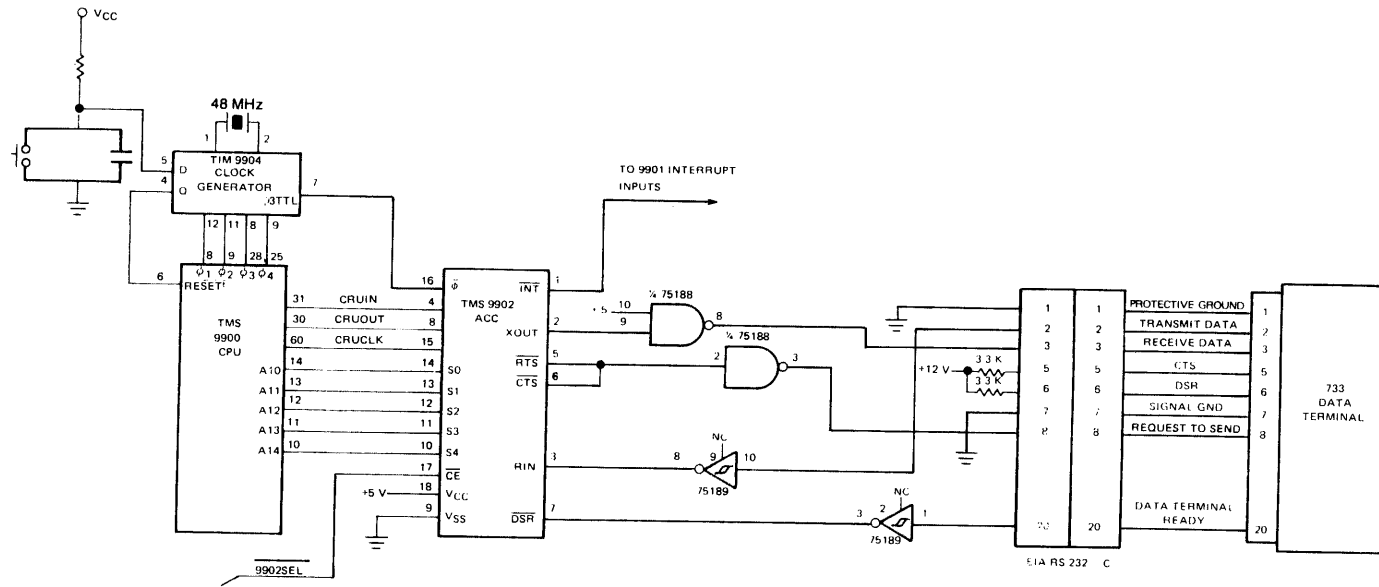 VCC
48 MHz
1 2
TIM 9904
CLOCK
GENERATOR
5 D
4 Q
7
φ3TTL
12 11 8 9
8 9 28 25
φ1 φ2 φ3 φ4
6 RESET
TMS
9900
CPU
31 CRUIN 4
30 CRUOUT 8
60 CRUCLK 15
A10 14 14 S0
A11 13 13 S1
A12 12 12 S2
A13 11 11 S3
A14 10 10 S4
17 CE
+5 V 18 VCC
9 VSS
9902SEL
16 φ
TMS 9902
ACC
INT 1
XOUT 2
RTS 5
CTS 6
RIN 3
DSR 7
TO 9901 INTERRUPT
INPUTS
¼ 75188
+ 5 10
9
8
¼ 75188
2 3
NC
8 9 10
75189
NC
3 2 1
75189
+12 V
3 3 K
3 3 K
1 1 PROTECTIVE GROUND 1
2 2 TRANSMIT DATA 2
3 3 RECEIVE DATA 3
5 5 CTS 5
6 6 DSR 6
7 7 SIGNAL GND 7
8 8 REQUEST TO SEND 8
20 20 DATA TERMINAL
READY 20
EIA RS 232 C
733
DATA
TERMINAL